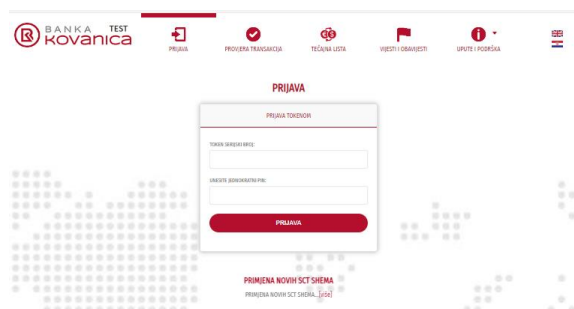 BANKA TEST
Kovanica
PRIJAVA
PROVJERA TRANSAKCIJA
TEČAJNA LISTA
VIJESTI I OBAVIJESTI
UPUTE I PODRŠKA
PRIJAVA
PRIJAVA TOKENOM
TOKEN SERIJSKI BROJ:
UNESITE JEDNOKRATNI PIN:
PRIJAVA
PRIMJENA NOVIH SCT SHEMA
PRIMJENA NOVIH SCT SHEMA...[više]